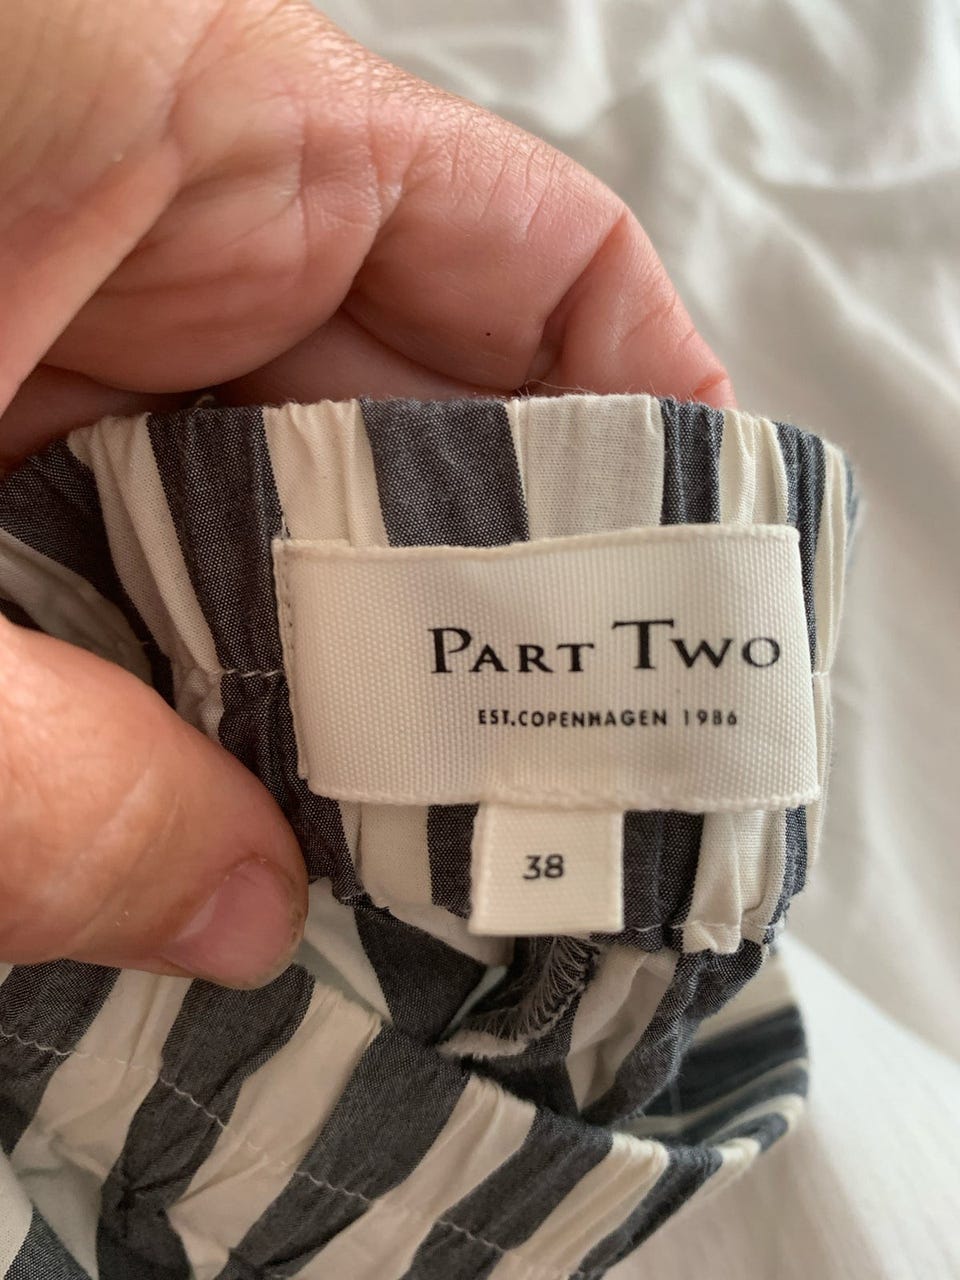 PART TWO
EST.COPENHAGEN 1986
38